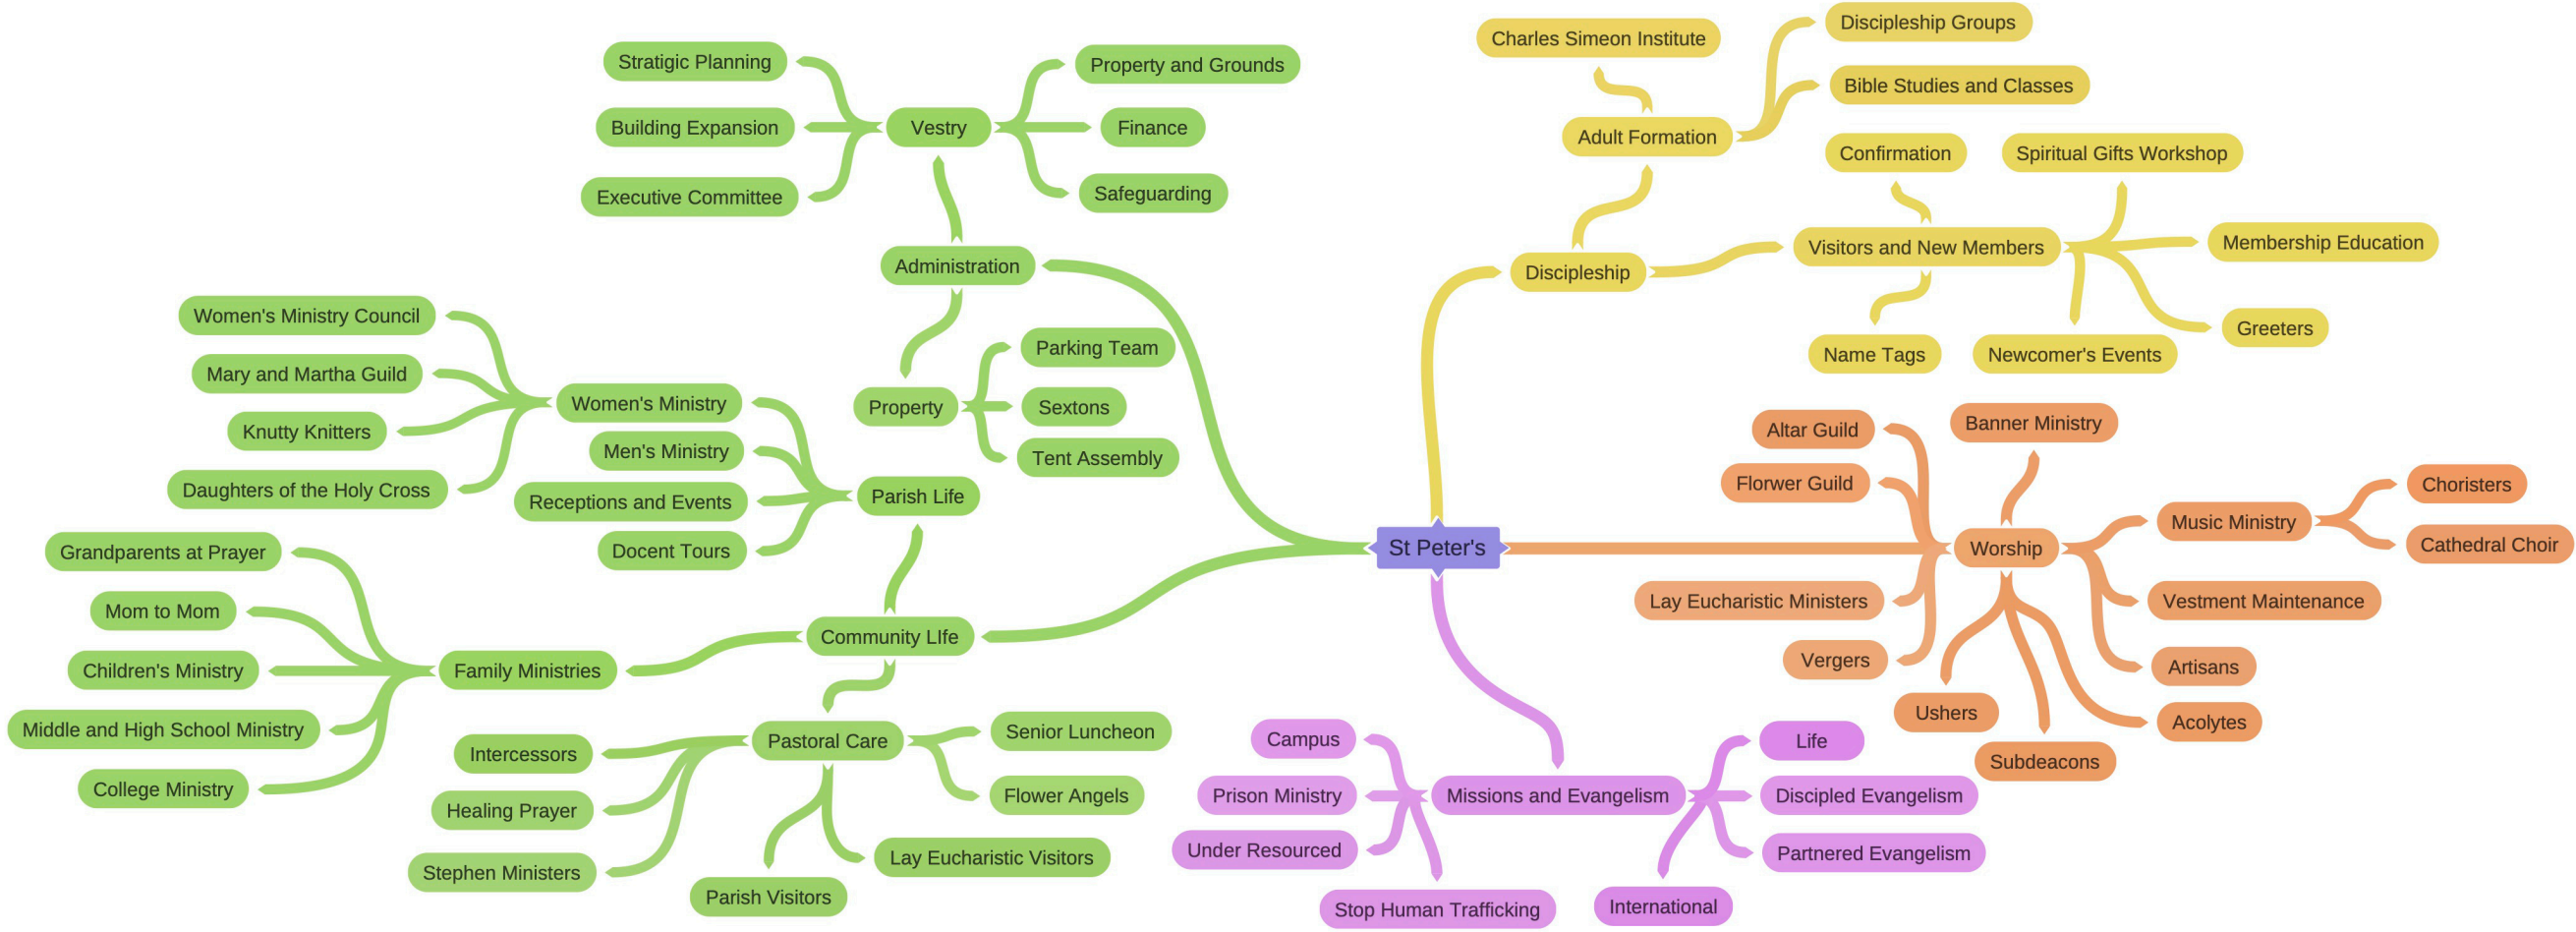 St Peter's
Administration
Vestry
Stratigic Planning
Building Expansion
Executive Committee
Property and Grounds
Finance
Safeguarding
Property
Parking Team
Sextons
Tent Assembly
Community LIfe
Parish Life
Women's Ministry
Women's Ministry Council
Mary and Martha Guild
Knutty Knitters
Daughters of the Holy Cross
Men's Ministry
Receptions and Events
Docent Tours
Family Ministries
Grandparents at Prayer
Mom to Mom
Children's Ministry
Middle and High School Ministry
College Ministry
Pastoral Care
Intercessors
Healing Prayer
Stephen Ministers
Parish Visitors
Lay Eucharistic Visitors
Senior Luncheon
Flower Angels
Discipleship
Adult Formation
Charles Simeon Institute
Discipleship Groups
Bible Studies and Classes
Visitors and New Members
Confirmation
Spiritual Gifts Workshop
Membership Education
Greeters
Newcomer's Events
Name Tags
Worship
Altar Guild
Florwer Guild
Banner Ministry
Music Ministry
Choristers
Cathedral Choir
Vestment Maintenance
Artisans
Acolytes
Subdeacons
Ushers
Vergers
Lay Eucharistic Ministers
Missions and Evangelism
Campus
Prison Ministry
Under Resourced
Stop Human Trafficking
International
Life
Discipled Evangelism
Partnered Evangelism